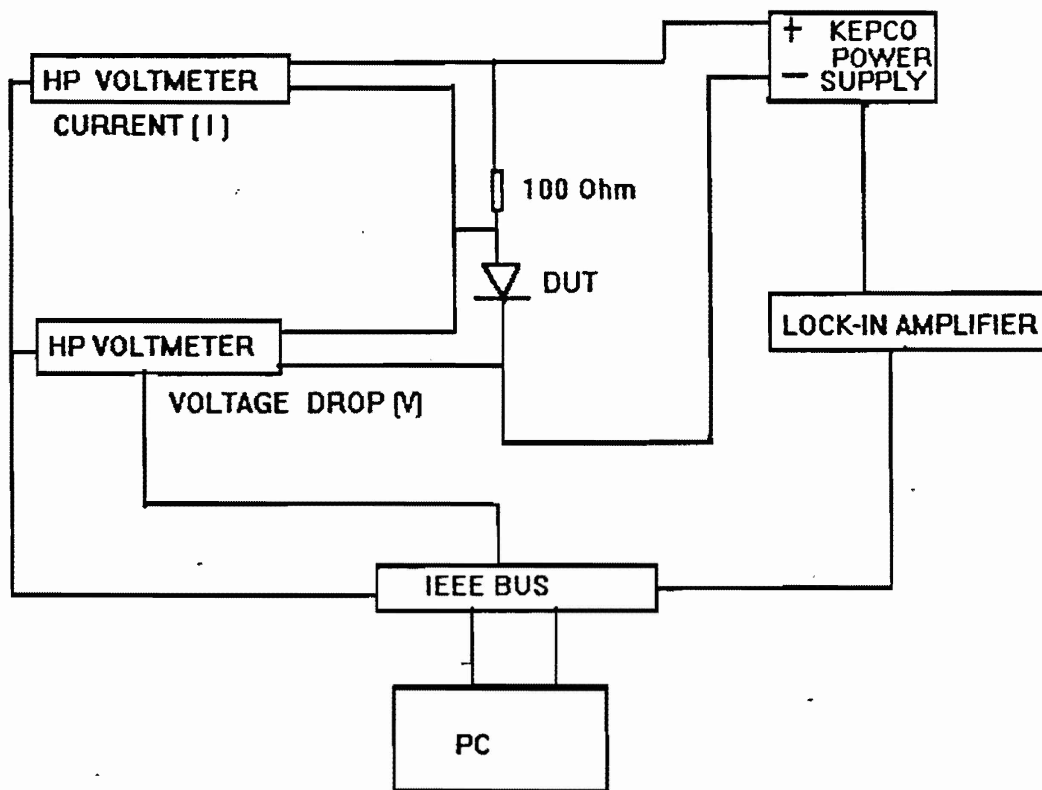 + KEPCO
POWER
− SUPPLY
HP VOLTMETER
CURRENT (I)
100 Ohm
DUT
LOCK-IN AMPLIFIER
HP VOLTMETER
VOLTAGE DROP (V)
IEEE BUS
PC